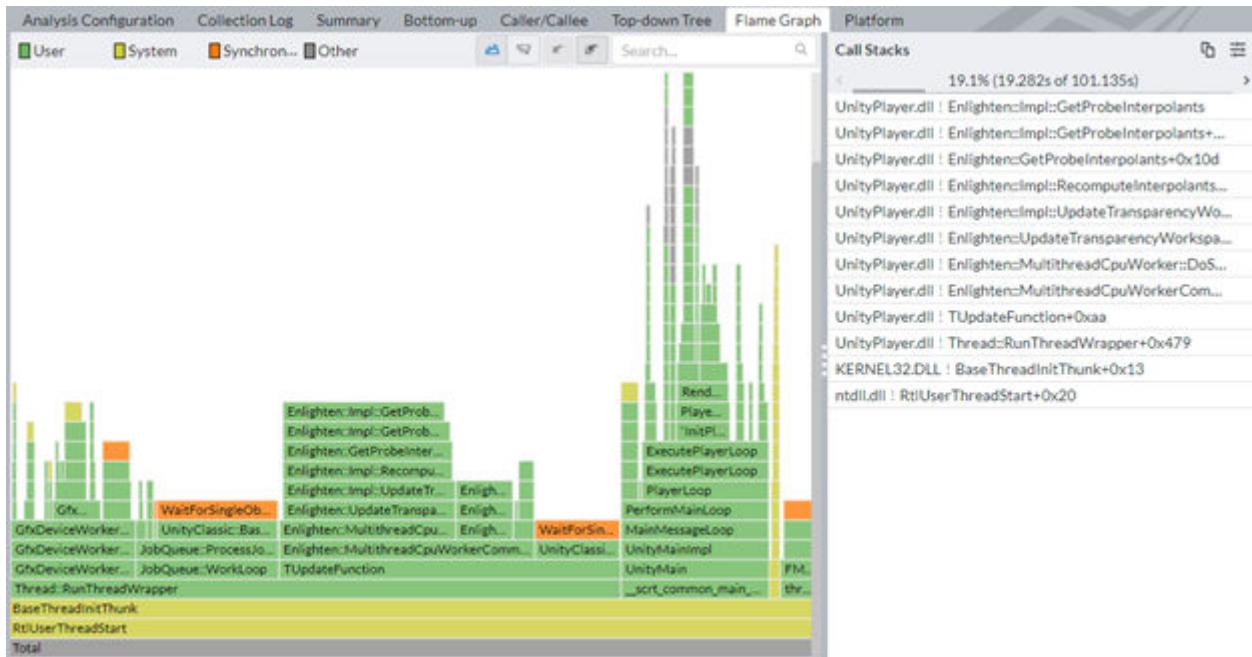 Analysis Configuration Collection Log Summary Bottom-up Caller/Callee Top-down Tree Flame Graph Platform
User System Synchron... Other Search...
Call Stacks
19.1% (19.282s of 101.135s)
UnityPlayer.dll ! Enlighten::Impl::GetProbeInterpolants
UnityPlayer.dll ! Enlighten::Impl::GetProbeInterpolants+...
UnityPlayer.dll ! Enlighten::GetProbeInterpolants+0x10d
UnityPlayer.dll ! Enlighten::Impl::RecomputeInterpolants...
UnityPlayer.dll ! Enlighten::Impl::UpdateTransparencyWo...
UnityPlayer.dll ! Enlighten::UpdateTransparencyWorkspa...
UnityPlayer.dll ! Enlighten::MultithreadCpuWorker::DoS...
UnityPlayer.dll ! Enlighten::MultithreadCpuWorkerCom...
UnityPlayer.dll ! TUpdateFunction+0xaa
UnityPlayer.dll ! Thread::RunThreadWrapper+0x479
KERNEL32.DLL ! BaseThreadInitThunk+0x13
ntdll.dll ! RtlUserThreadStart+0x20
Rend...
Enlighten::Impl::GetProb... Playe...
Enlighten::Impl::GetProb... 'InitPl...
Enlighten::GetProbeInter... ExecutePlayerLoop
Enlighten::Impl::Recompu... ExecutePlayerLoop
Enlighten::Impl::UpdateTr... Enligh... PlayerLoop
Gfx... WaitForSingleOb... Enlighten::UpdateTranspa... Enligh... PerformMainLoop
GfxDeviceWorker... UnityClassic::Bas... Enlighten::MultithreadCpu... Enligh... WaitForSin... MainMessageLoop
GfxDeviceWorker... JobQueue::ProcessJo... Enlighten::MultithreadCpuWorkerComm... UnityClassi... UnityMainImpl
GfxDeviceWorker... JobQueue::WorkLoop TUpdateFunction UnityMain FM...
Thread::RunThreadWrapper __scrt_common_main_... thr...
BaseThreadInitThunk
RtlUserThreadStart
Total